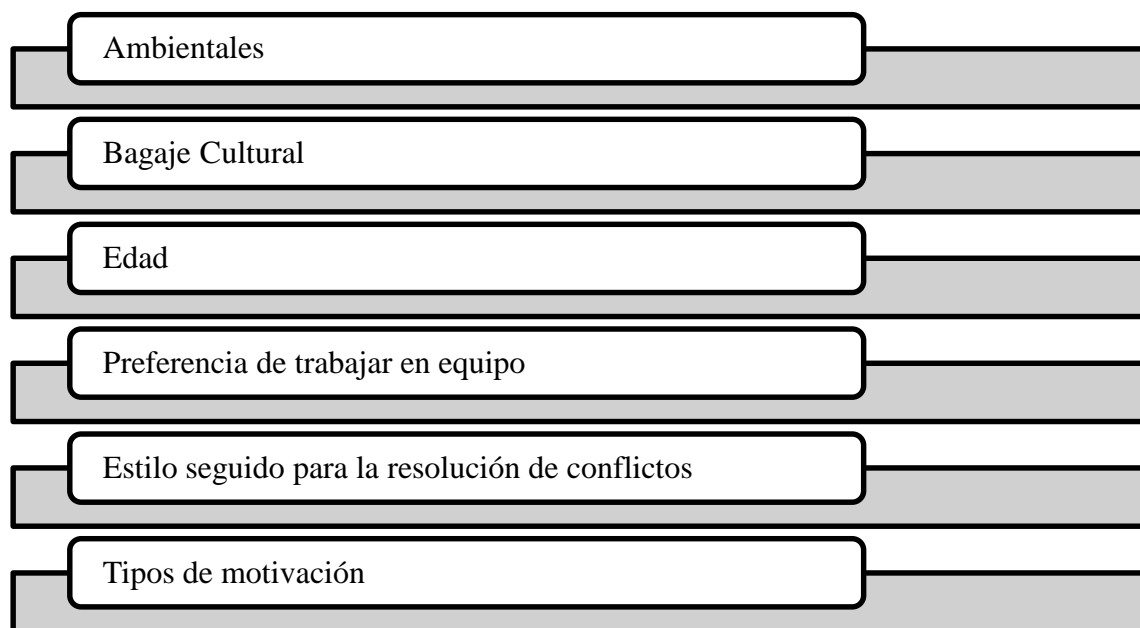 Ambientales
Bagaje Cultural
Edad
Preferencia de trabajar en equipo
Estilo seguido para la resolución de conflictos
Tipos de motivación